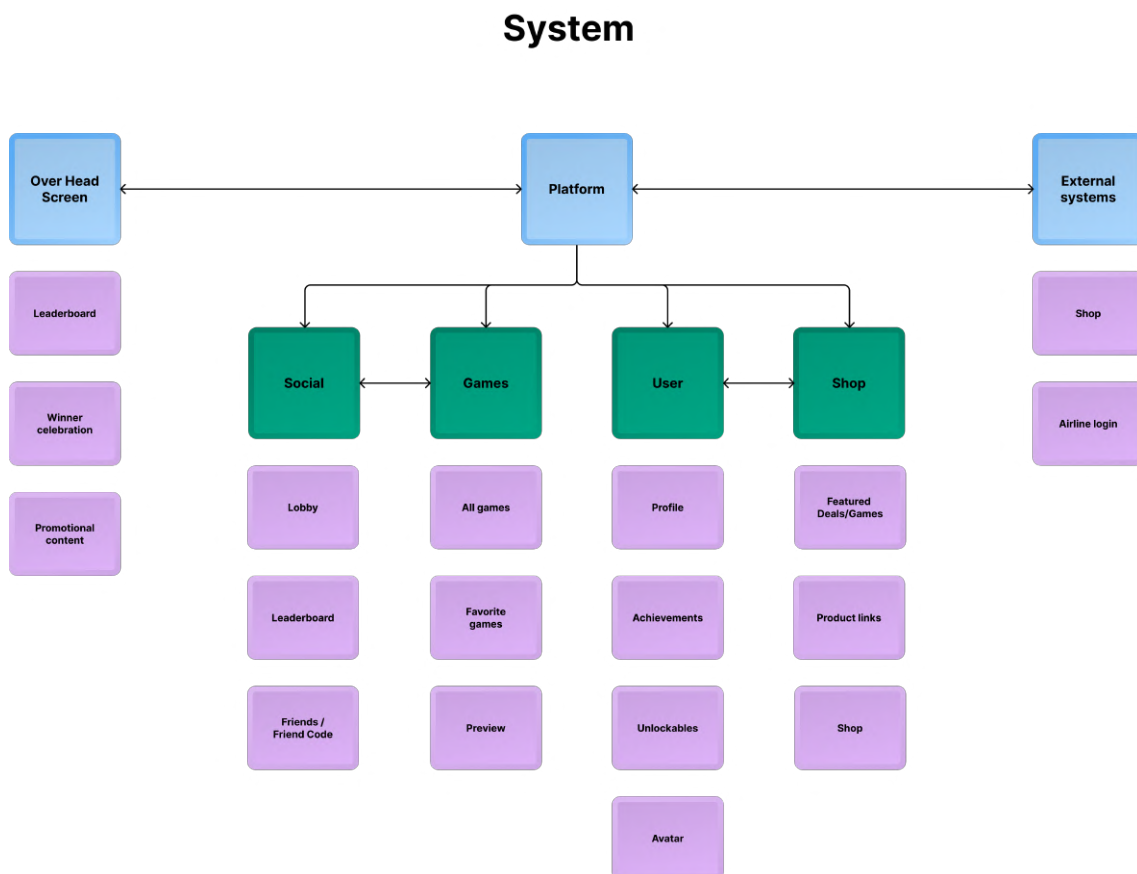 System
Over Head
Screen
Platform
External
systems
Leaderboard
Shop
Social
Games
User
Shop
Winner
celebration
Airline login
Lobby
All games
Profile
Featured
Deals/Games
Promotional
content
Leaderboard
Favorite
games
Achievements
Product links
Friends /
Friend Code
Preview
Unlockables
Shop
Avatar